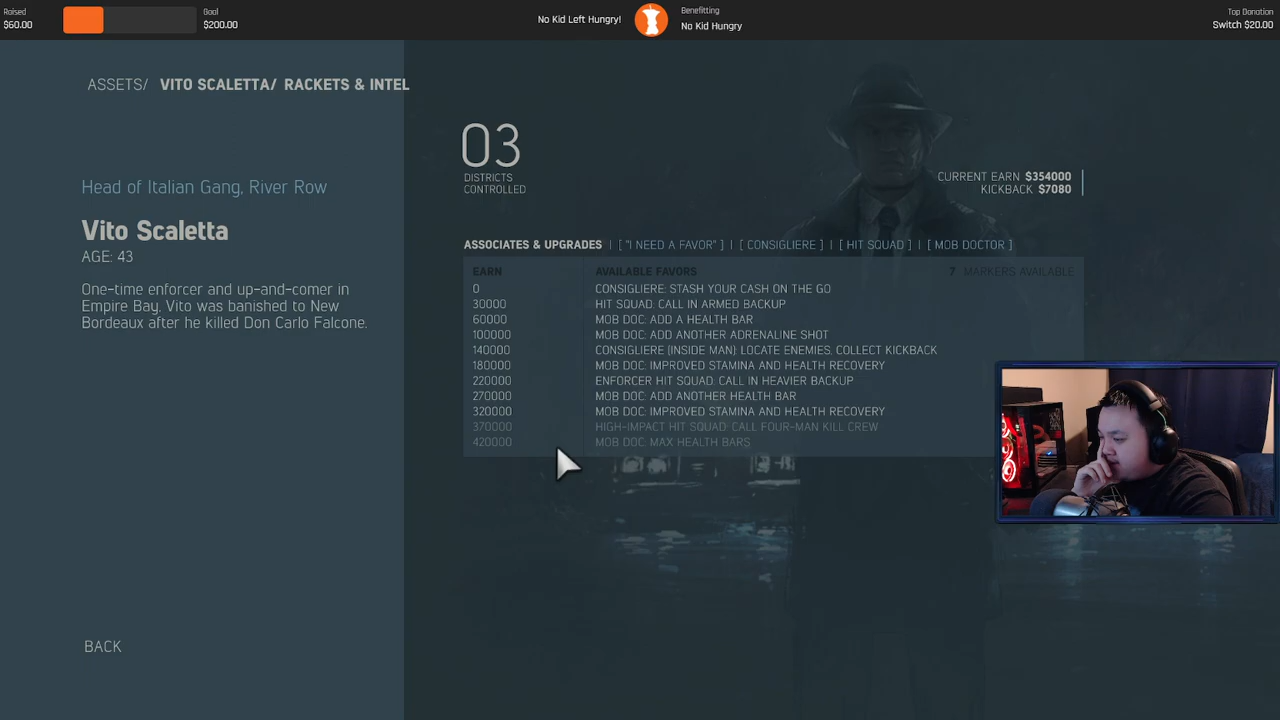 Raised
$60.00
Goal
$200.00
No Kid Left Hungry!
Benefitting
No Kid Hungry
Top Donation
Switch $20.00
ASSETS/ VITO SCALETTA/ RACKETS & INTEL
Head of Italian Gang, River Row
Vito Scaletta
AGE: 43
One-time enforcer and up-and-comer in
Empire Bay. Vito was banished to New
Bordeaux after he killed Don Carlo Falcone.
03
DISTRICTS
CONTROLLED
CURRENT EARN $354000
KICKBACK $7080
ASSOCIATES & UPGRADES | [ "I NEED A FAVOR" ] | [ CONSIGLIERE ] | [ HIT SQUAD ] | [ MOB DOCTOR ]
EARN AVAILABLE FAVORS 7 MARKERS AVAILABLE
0 CONSIGLIERE: STASH YOUR CASH ON THE GO
30000 HIT SQUAD: CALL IN ARMED BACKUP
60000 MOB DOC: ADD A HEALTH BAR
100000 MOB DOC: ADD ANOTHER ADRENALINE SHOT
140000 CONSIGLIERE (INSIDE MAN): LOCATE ENEMIES, COLLECT KICKBACK
180000 MOB DOC: IMPROVED STAMINA AND HEALTH RECOVERY
220000 ENFORCER HIT SQUAD: CALL IN HEAVIER BACKUP
270000 MOB DOC: ADD ANOTHER HEALTH BAR
320000 MOB DOC: IMPROVED STAMINA AND HEALTH RECOVERY
370000 HIGH-IMPACT HIT SQUAD: CALL FOUR-MAN KILL CREW
420000 MOB DOC: MAX HEALTH BARS
BACK